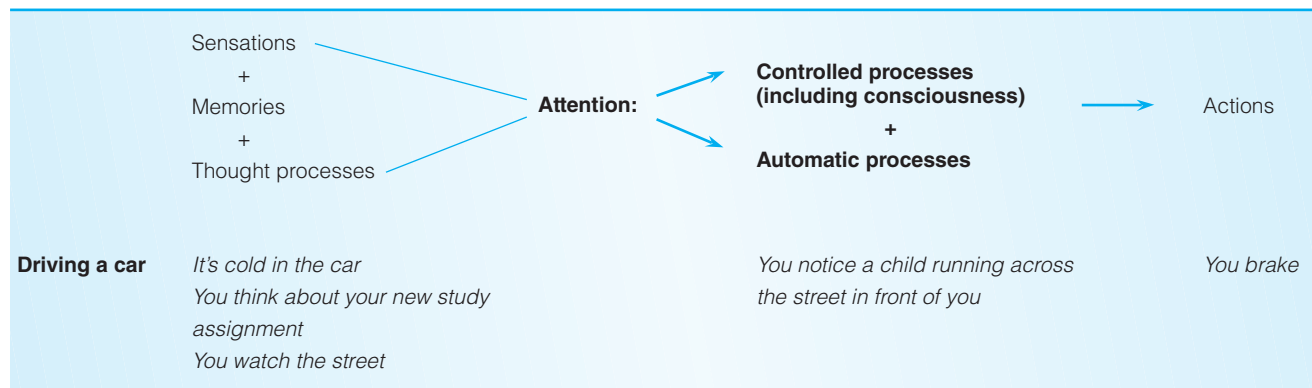 Sensations
+
Memories
+
Thought processes
Attention:
Controlled processes
(including consciousness)
+
Automatic processes
Actions
Driving a car
It's cold in the car
You think about your new study
assignment
You watch the street
You notice a child running across
the street in front of you
You brake